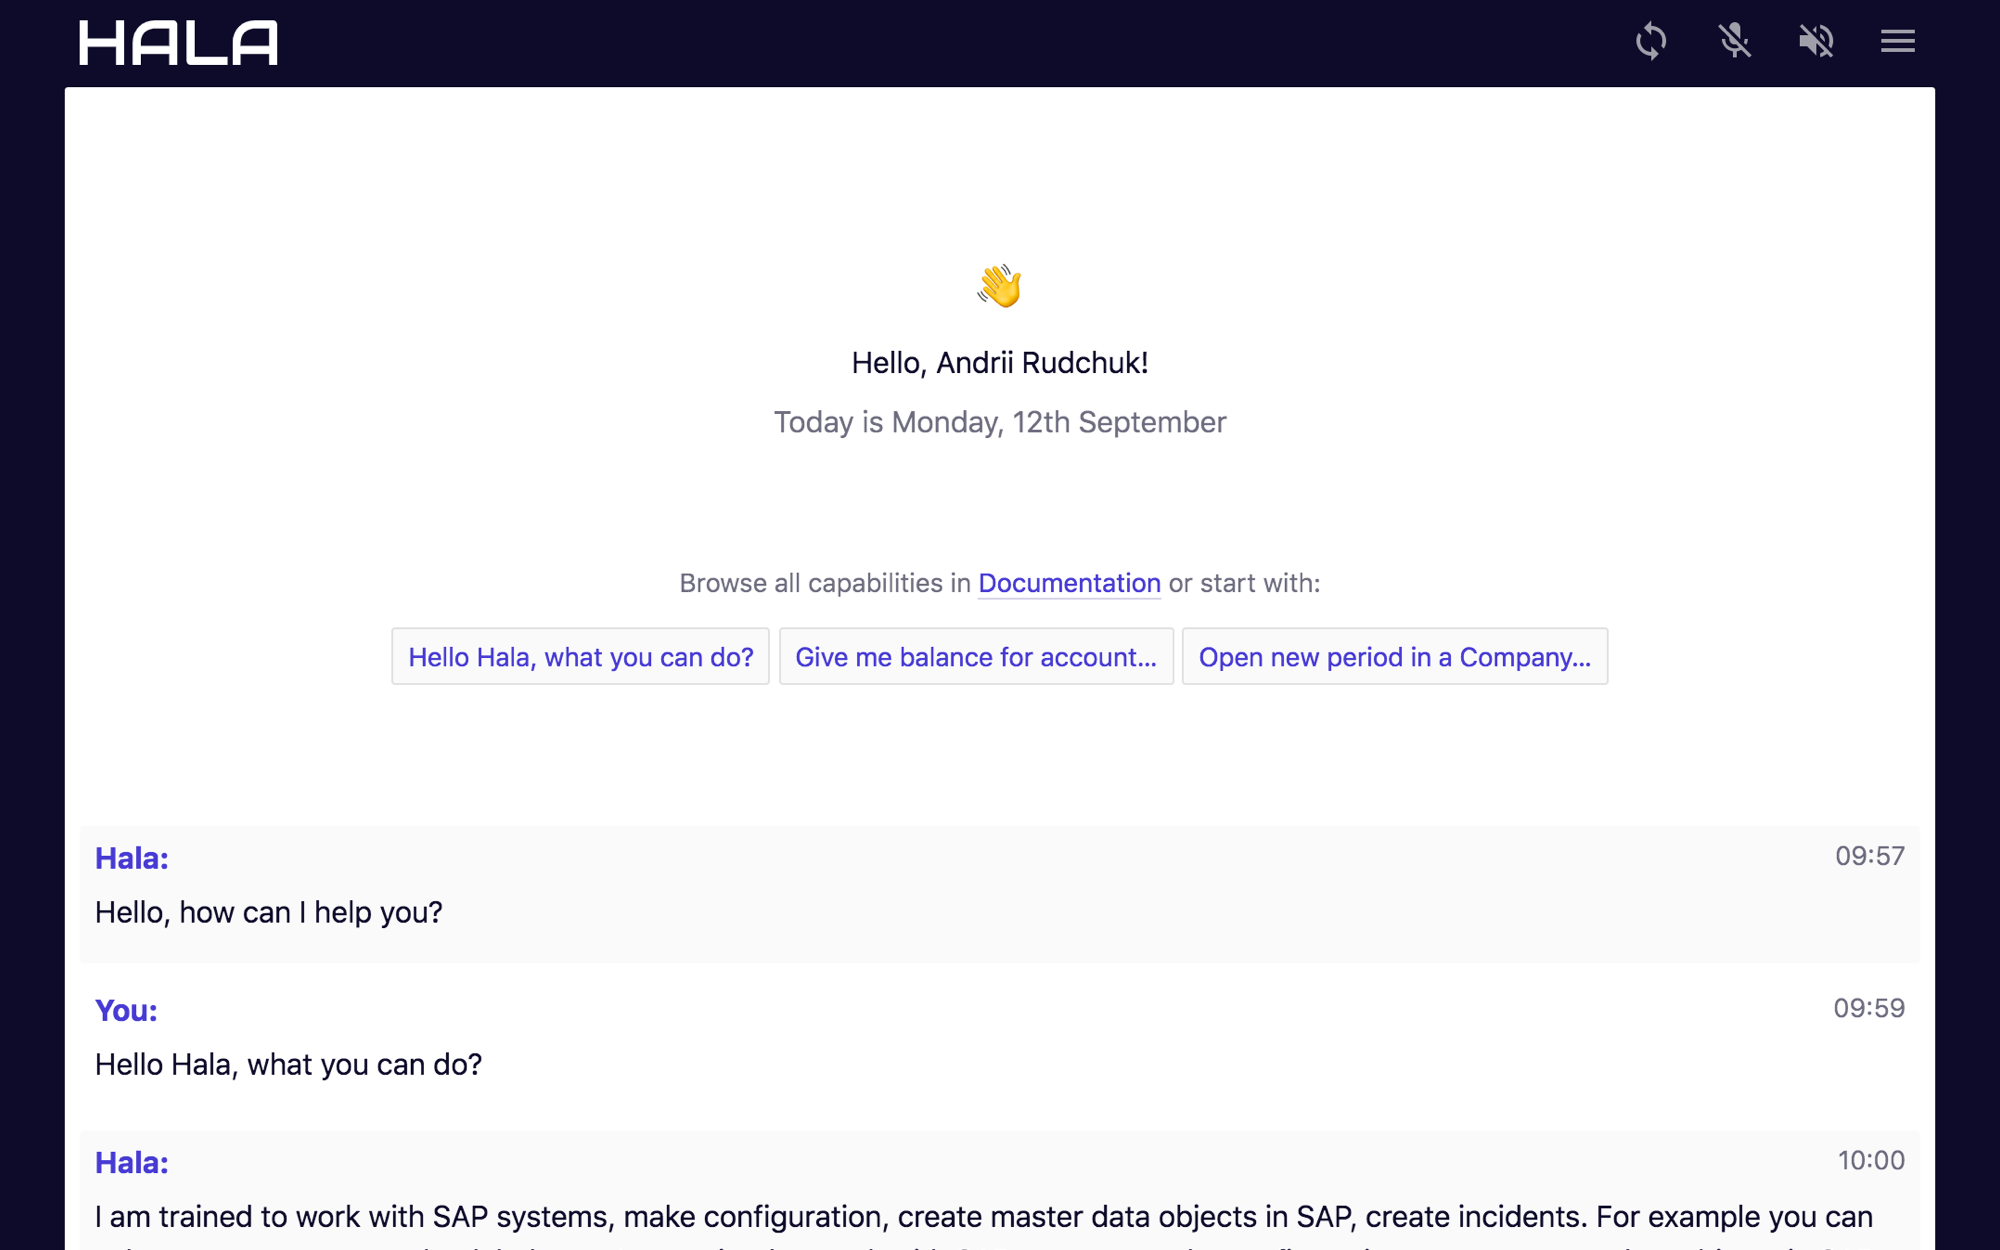 HALA
Hello, Andrii Rudchuk!
Today is Monday, 12th September
Browse all capabilities in Documentation or start with:
Hello Hala, what you can do?
Give me balance for account...
Open new period in a Company...
Hala:
09:57
Hello, how can I help you?
You:
09:59
Hello Hala, what you can do?
Hala:
10:00
I am trained to work with SAP systems, make configuration, create master data objects in SAP, create incidents. For example you can